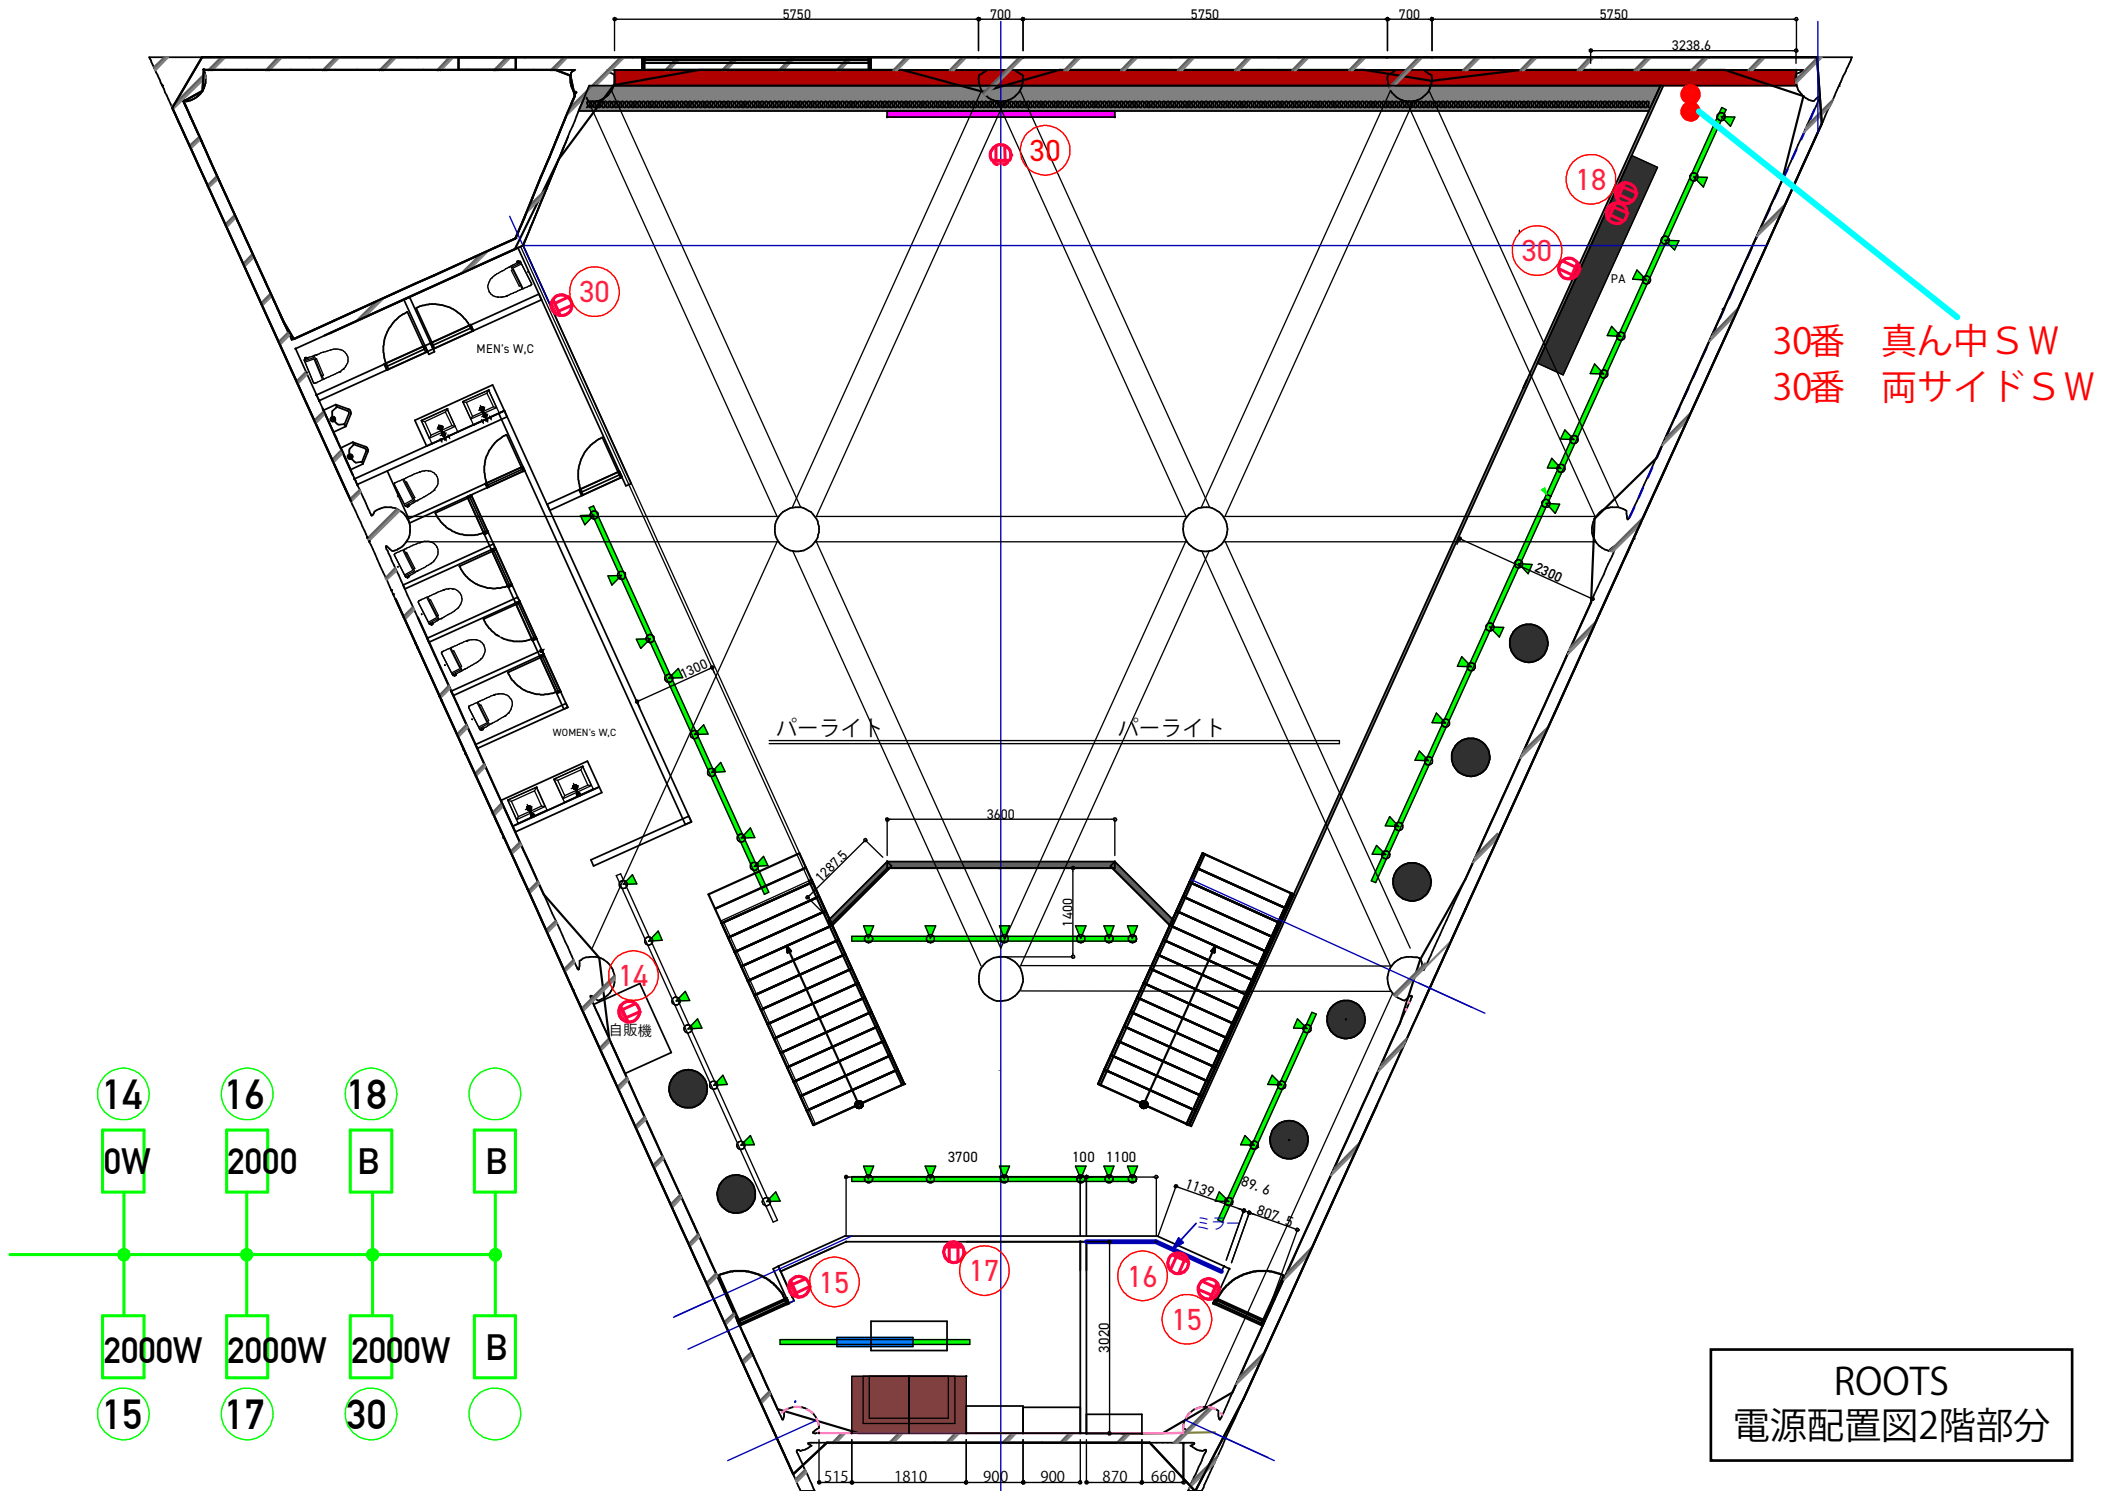 5750 700 5750 700 5750
3238.6
30
18
30
30
PA
30番　真ん中ＳＷ
30番　両サイドＳＷ
MEN's W,C
2300
1300
パーライト パーライト
WOMEN's W,C
3600
1287.5
1400
14
自販機
14 16 18
0W 2000 B B
2000W 2000W 2000W B
15 17 30
3700 100 1100
1139 89.6
807.5
ミラー
15 17 16
15
3020
515 1810 900 900 870 660
ROOTS
電源配置図2階部分